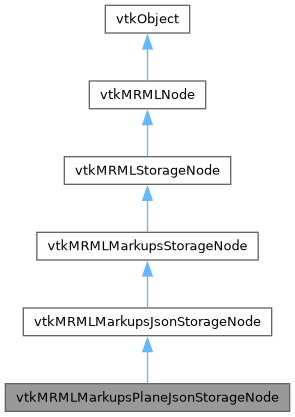 vtkObject
vtkMRMLNode
vtkMRMLStorageNode
vtkMRMLMarkupsStorageNode
vtkMRMLMarkupsJsonStorageNode
vtkMRMLMarkupsPlaneJsonStorageNode